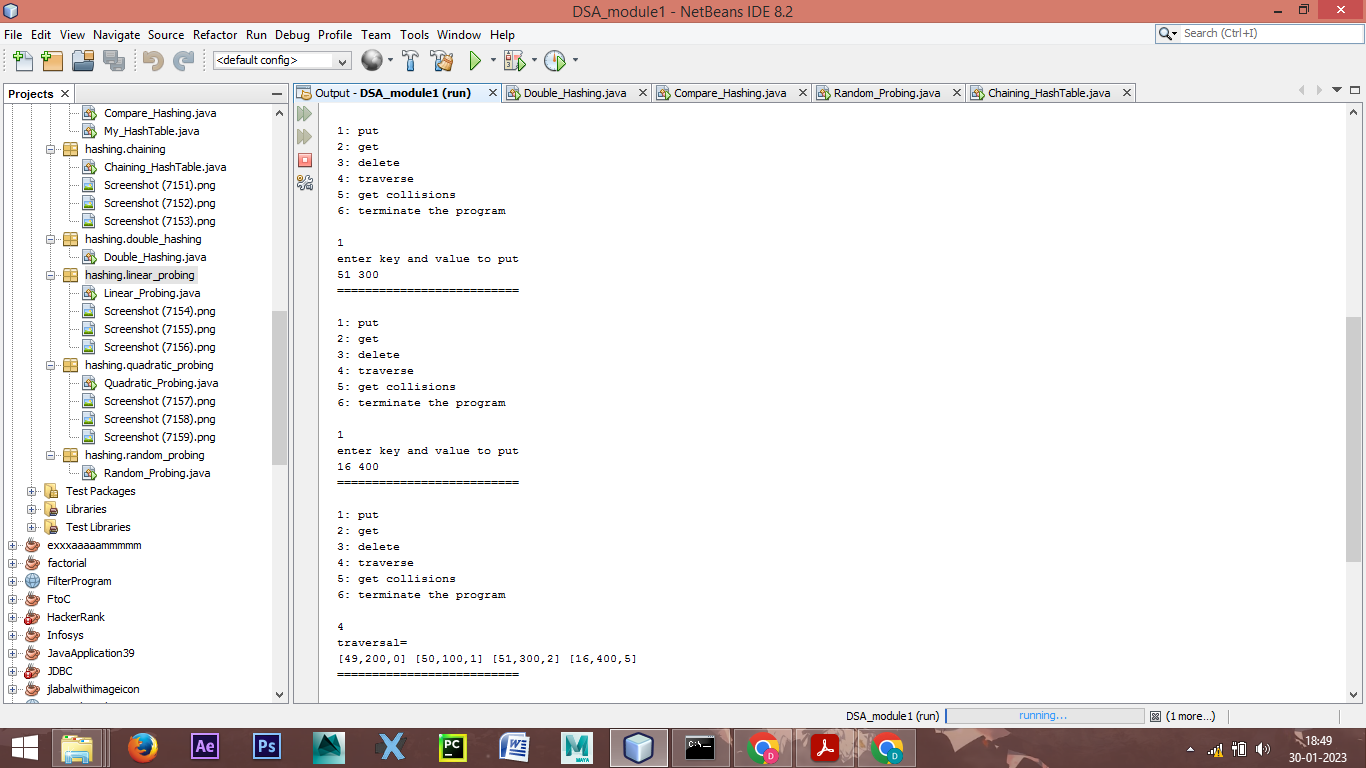 DSA_module1 - NetBeans IDE 8.2
File Edit View Navigate Source Refactor Run Debug Profile Team Tools Window Help
Search (Ctrl+I)
<default config>
Projects
Compare_Hashing.java
My_HashTable.java
hashing.chaining
Chaining_HashTable.java
Screenshot (7151).png
Screenshot (7152).png
Screenshot (7153).png
hashing.double_hashing
Double_Hashing.java
hashing.linear_probing
Linear_Probing.java
Screenshot (7154).png
Screenshot (7155).png
Screenshot (7156).png
hashing.quadratic_probing
Quadratic_Probing.java
Screenshot (7157).png
Screenshot (7158).png
Screenshot (7159).png
hashing.random_probing
Random_Probing.java
Test Packages
Libraries
Test Libraries
exxxaaaaammmmm
factorial
FilterProgram
FtoC
HackerRank
Infosys
JavaApplication39
JDBC
jlabalwithimageicon
Output - DSA_module1 (run) Double_Hashing.java Compare_Hashing.java Random_Probing.java Chaining_HashTable.java
1: put
2: get
3: delete
4: traverse
5: get collisions
6: terminate the program
1
enter key and value to put
51 300
==========================
1: put
2: get
3: delete
4: traverse
5: get collisions
6: terminate the program
1
enter key and value to put
16 400
==========================
1: put
2: get
3: delete
4: traverse
5: get collisions
6: terminate the program
4
traversal=
[49,200,0] [50,100,1] [51,300,2] [16,400,5]
==========================
DSA_module1 (run) running... (1 more...)
Ae Ps PC W M MAYA C:\ D D
18:49
30-01-2023